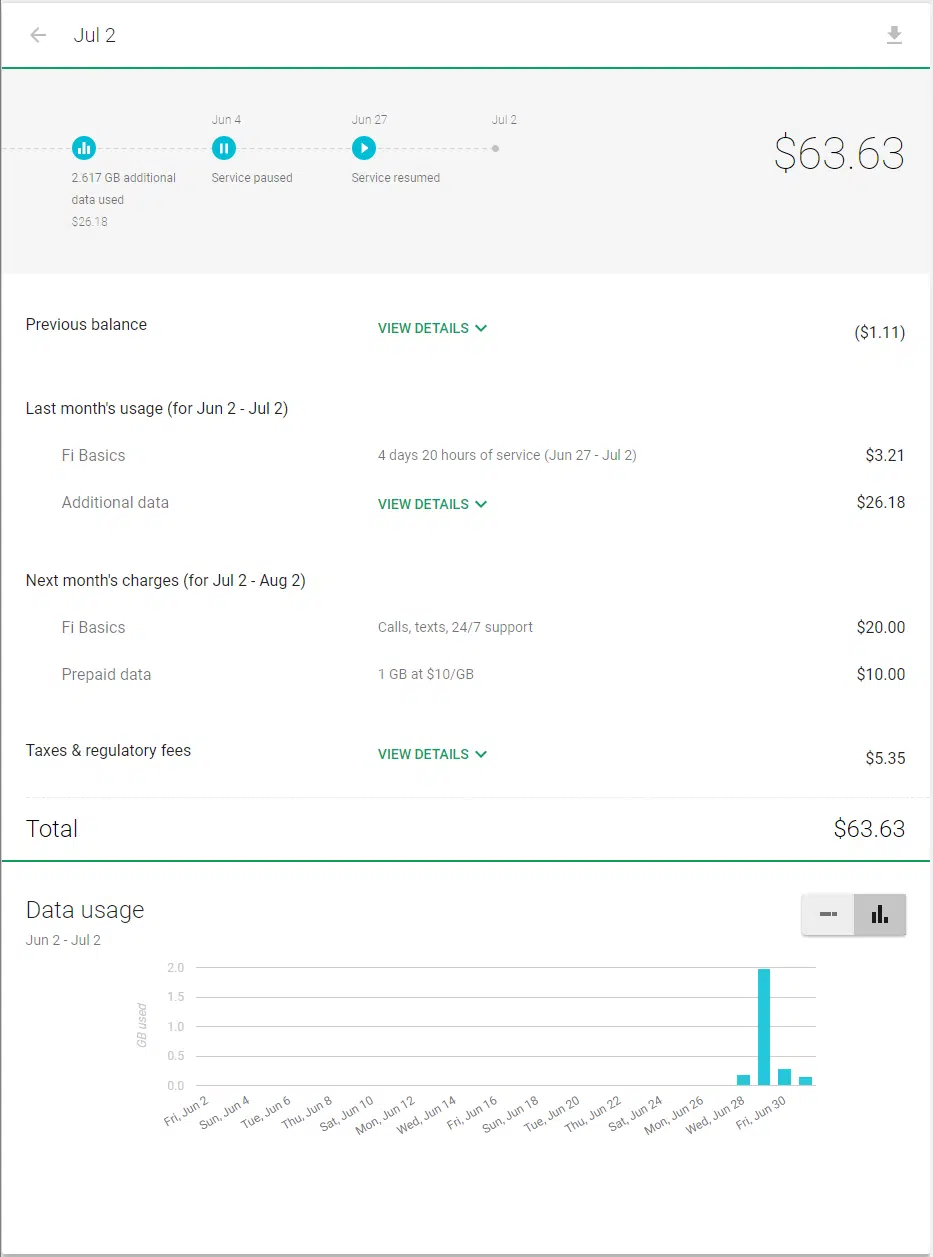 Jul 2
Jun 4
Jun 27
Jul 2
$63.63
2.617 GB additional
data used
$26.18
Service paused
Service resumed
Previous balance
VIEW DETAILS
($1.11)
Last month's usage (for Jun 2 - Jul 2)
Fi Basics
4 days 20 hours of service (Jun 27 - Jul 2)
$3.21
Additional data
VIEW DETAILS
$26.18
Next month's charges (for Jul 2 - Aug 2)
Fi Basics
Calls, texts, 24/7 support
$20.00
Prepaid data
1 GB at $10/GB
$10.00
Taxes & regulatory fees
VIEW DETAILS
$5.35
Total
$63.63
Data usage
Jun 2 - Jul 2
GB used
2.0
1.5
1.0
0.5
0.0
Fri, Jun 2
Sun, Jun 4
Tue, Jun 6
Thu, Jun 8
Sat, Jun 10
Mon, Jun 12
Wed, Jun 14
Fri, Jun 16
Sun, Jun 18
Tue, Jun 20
Thu, Jun 22
Sat, Jun 24
Mon, Jun 26
Wed, Jun 28
Fri, Jun 30